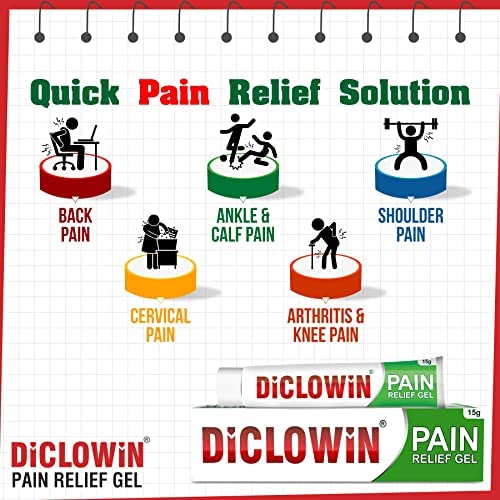 Quick Pain Relief Solution
BACK
PAIN
ANKLE &
CALF PAIN
SHOULDER
PAIN
CERVICAL
PAIN
ARTHRITIS &
KNEE PAIN
15g
DiCLOWiN®
PAIN
RELIEF GEL
15g
DiCLOWiN®
PAIN
RELIEF GEL
DiCLOWiN®
PAIN RELIEF GEL